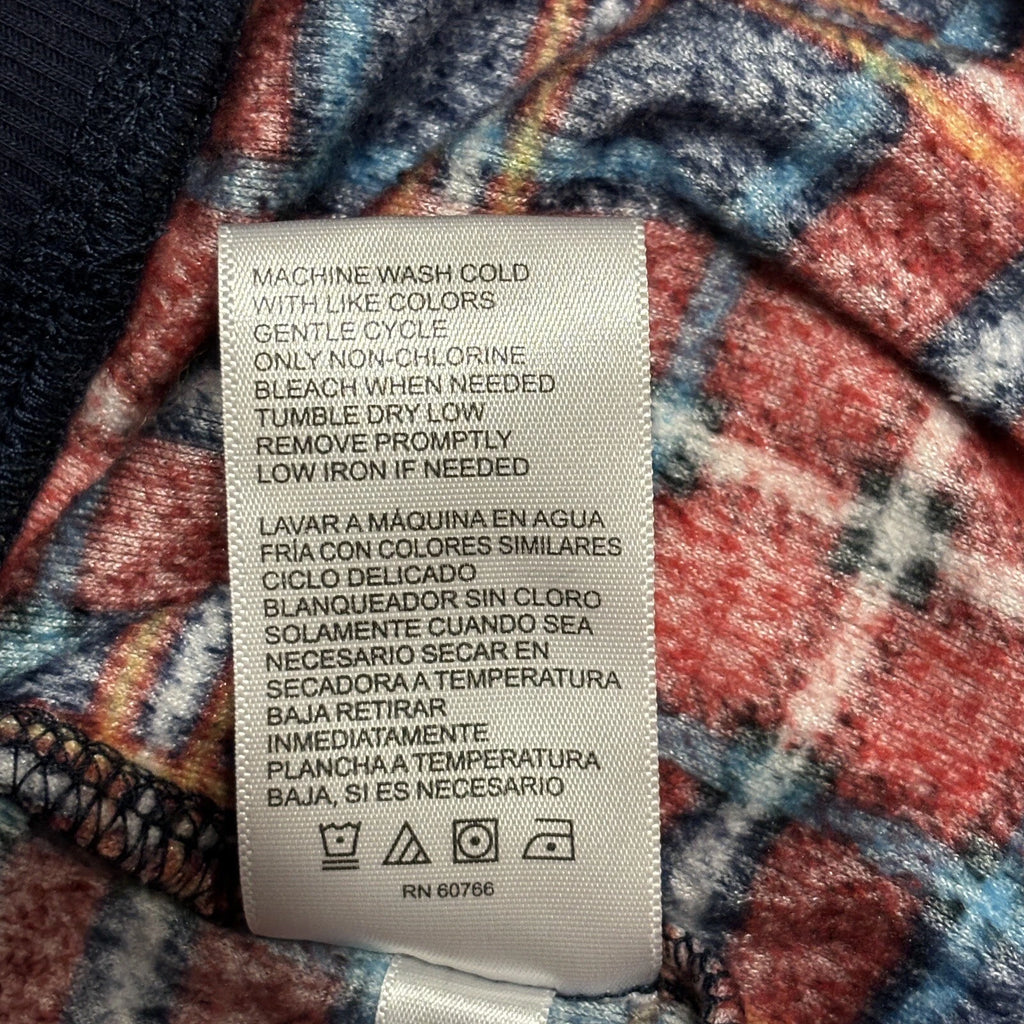 MACHINE WASH COLD
WITH LIKE COLORS
GENTLE CYCLE
ONLY NON-CHLORINE
BLEACH WHEN NEEDED
TUMBLE DRY LOW
REMOVE PROMPTLY
LOW IRON IF NEEDED
LAVAR A MÁQUINA EN AGUA
FRÍA CON COLORES SIMILARES
CICLO DELICADO
BLANQUEADOR SIN CLORO
SOLAMENTE CUANDO SEA
NECESARIO SECAR EN
SECADORA A TEMPERATURA
BAJA RETIRAR
INMEDIATAMENTE
PLANCHA A TEMPERATURA
BAJA, SI ES NECESARIO
RN 60766